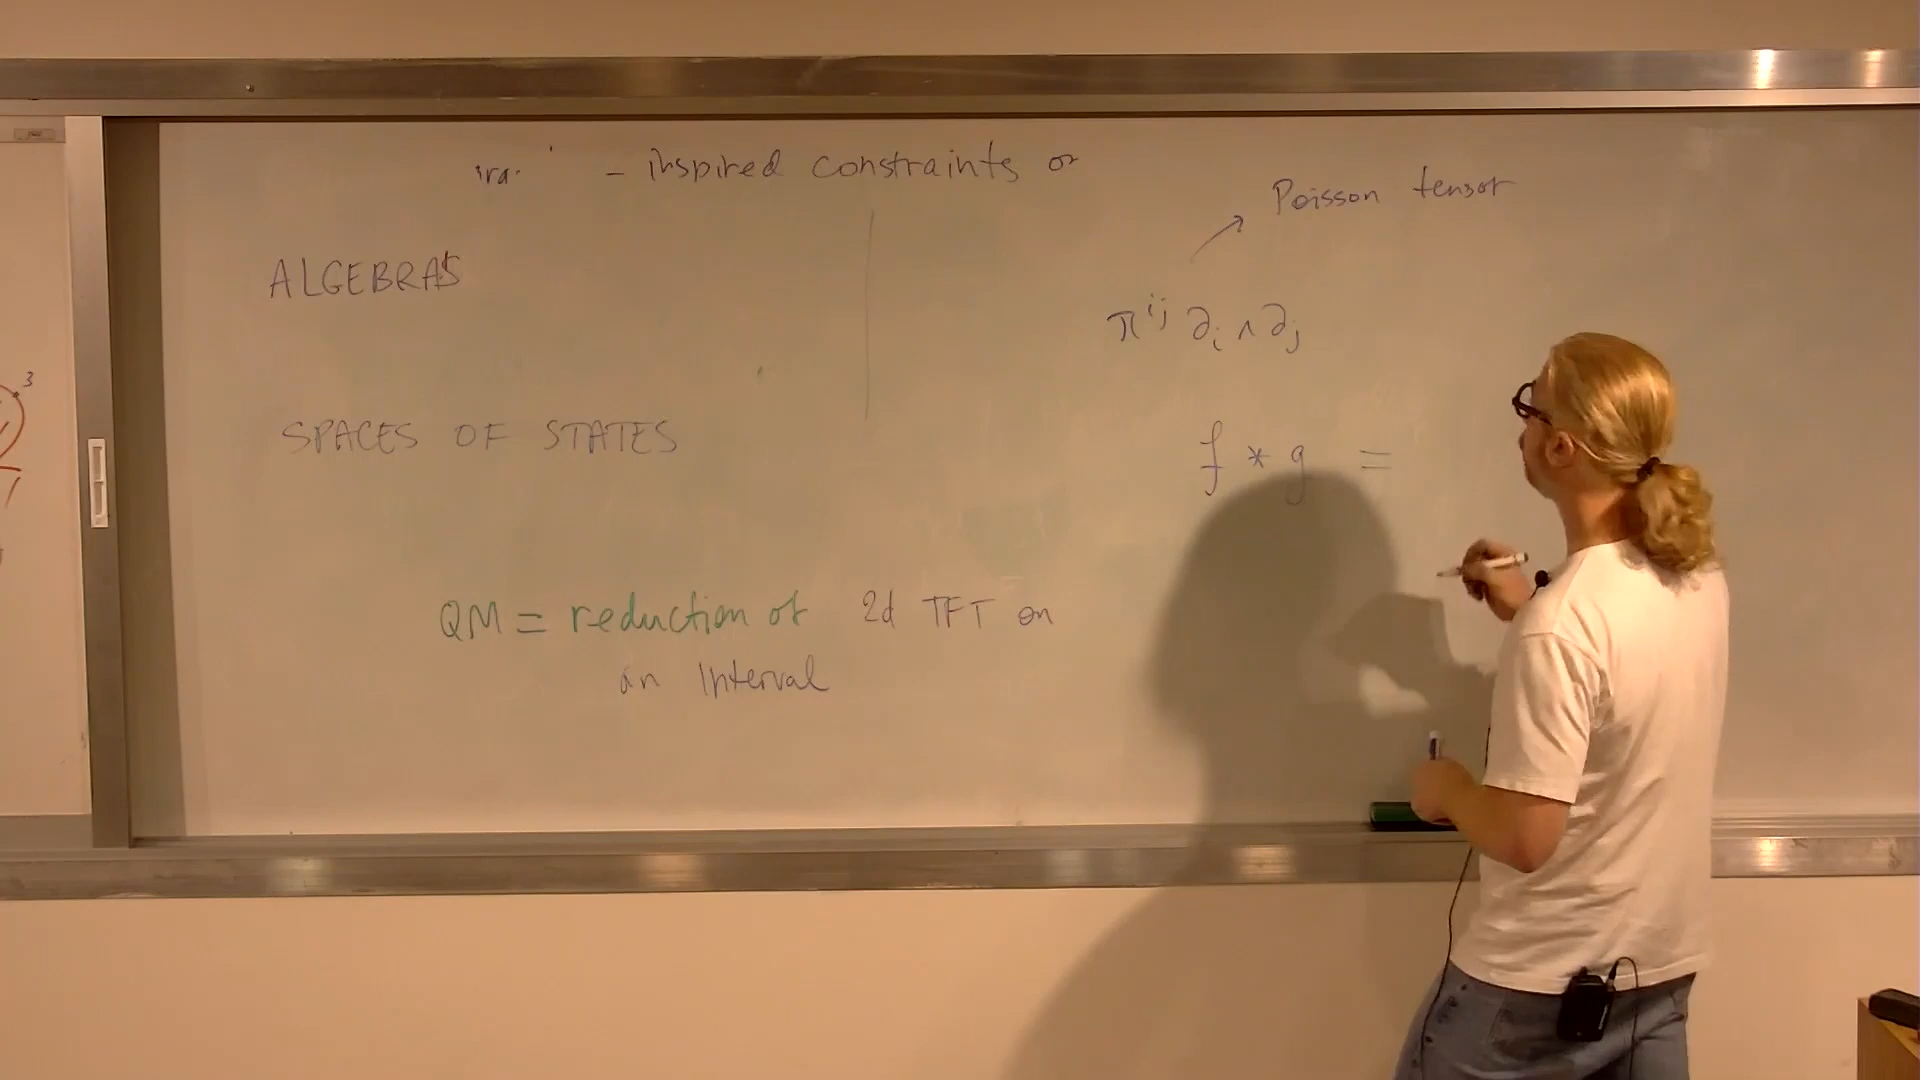 - inspired constraints or
Poisson tensor
ALGEBRAS
π^{ij} ∂_i ∧ ∂_j
SPACES OF STATES
f * g =
QM = reduction of 2d TFT on
an interval
3